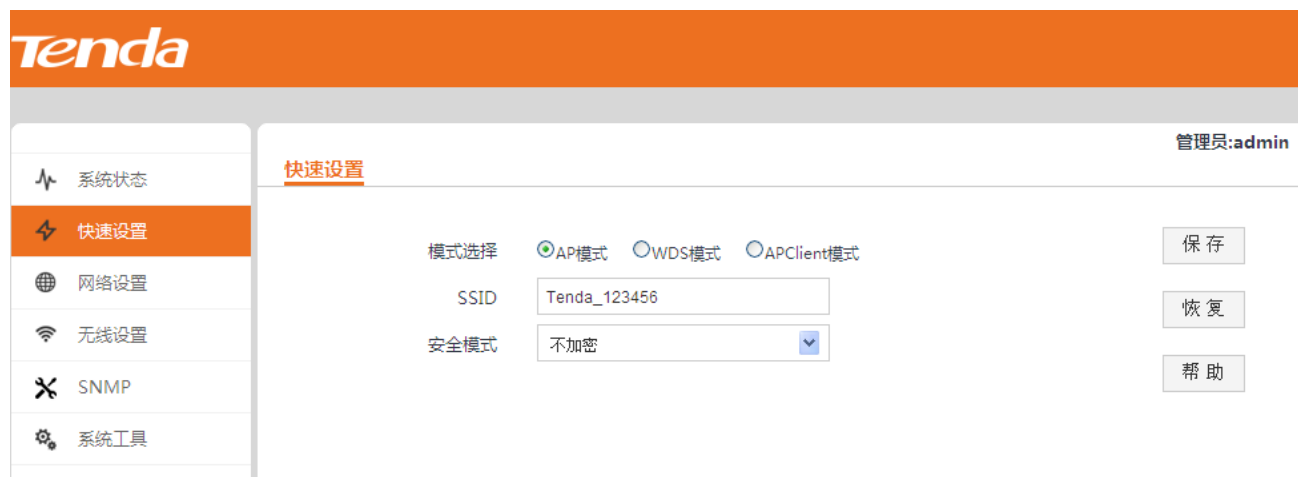 Tenda
管理员:admin
系统状态
快速设置
网络设置
无线设置
SNMP
系统工具
快速设置
模式选择 AP模式 WDS模式 APClient模式
SSID Tenda_123456
安全模式 不加密
保 存
恢 复
帮 助